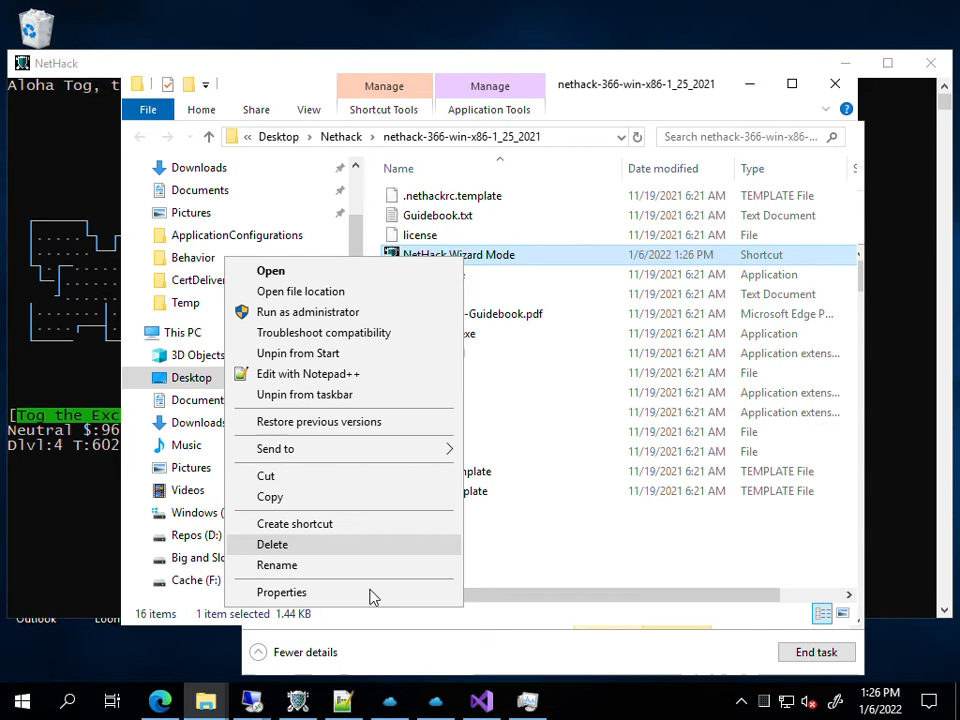 NetHack
Aloha Tog, t
[Tog the Exc
Neutral $:96
Dlvl:4 T:602
Manage
Manage
nethack-366-win-x86-1_25_2021
File
Home
Share
View
Shortcut Tools
Application Tools
« Desktop > Nethack > nethack-366-win-x86-1_25_2021
Search nethack-366-win-x86-...
Downloads
Documents
Pictures
ApplicationConfigurations
Behavior
CertDeliver
Temp
This PC
3D Objects
Desktop
Document
Download
Music
Pictures
Videos
Windows (
Repos (D:)
Big and Slo
Cache (F:)
Name
Date modified
Type
S
.nethackrc.template
11/19/2021 6:21 AM
TEMPLATE File
Guidebook.txt
11/19/2021 6:21 AM
Text Document
license
11/19/2021 6:21 AM
File
NetHack Wizard Mode
1/6/2022 1:26 PM
Shortcut
11/19/2021 6:21 AM
Application
11/19/2021 6:21 AM
Text Document
-Guidebook.pdf
11/19/2021 6:21 AM
Microsoft Edge P...
xe
11/19/2021 6:21 AM
Application
11/19/2021 6:21 AM
Application extens...
11/19/2021 6:21 AM
File
11/19/2021 6:21 AM
Application extens...
11/19/2021 6:21 AM
Application extens...
11/19/2021 6:21 AM
File
11/19/2021 6:21 AM
File
nplate
11/19/2021 6:21 AM
TEMPLATE File
plate
11/19/2021 6:21 AM
TEMPLATE File
Open
Open file location
Run as administrator
Troubleshoot compatibility
Unpin from Start
Edit with Notepad++
Unpin from taskbar
Restore previous versions
Send to
Cut
Copy
Create shortcut
Delete
Rename
Properties
16 items
1 item selected 1.44 KB
Outlook
Fewer details
End task
1:26 PM
1/6/2022